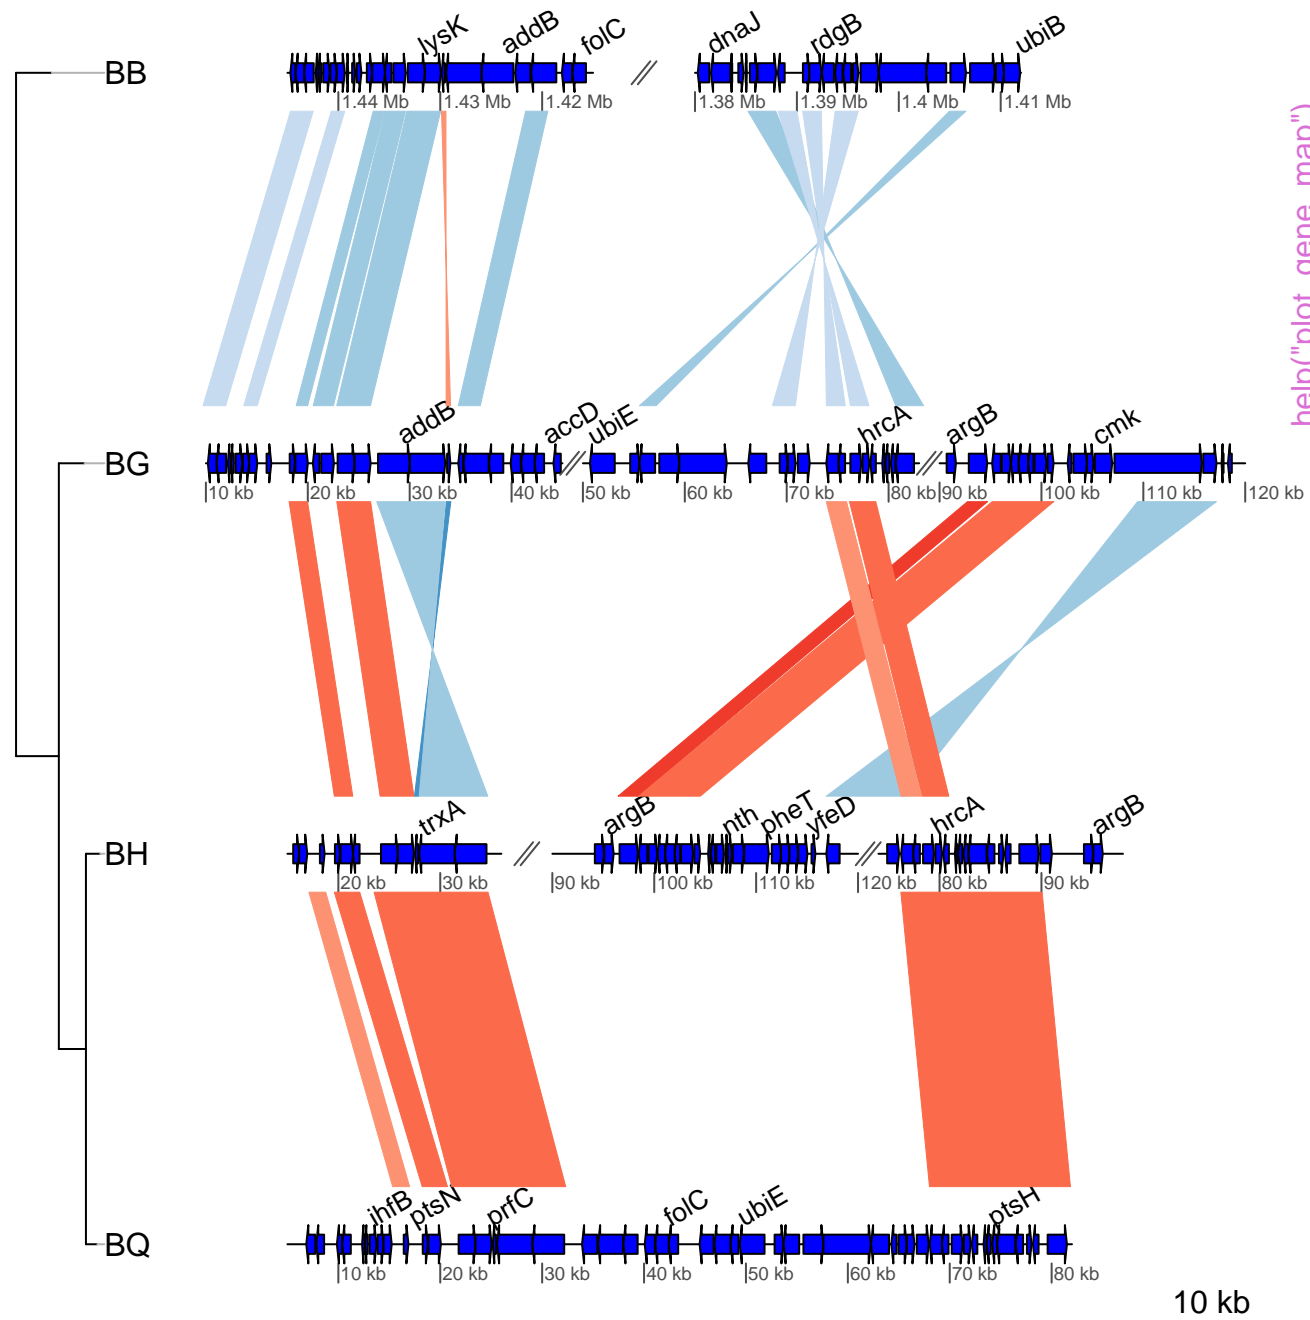 lysK addB folC dnaJ rdgB ubiB
BB
1.44 Mb 1.43 Mb 1.42 Mb 1.38 Mb 1.39 Mb 1.4 Mb 1.41 Mb
help("plot_gene_map")
addB accD ubiE hrcA argB cmk
BG
10 kb 20 kb 30 kb 40 kb 50 kb 60 kb 70 kb 80 kb 90 kb 100 kb 110 kb 120 kb
trxA argB nth pheT yfeD hrcA argB
BH
20 kb 30 kb 90 kb 100 kb 110 kb 120 kb 80 kb 90 kb
ihfB ptsN prfC folC ubiE ptsH
BQ
10 kb 20 kb 30 kb 40 kb 50 kb 60 kb 70 kb 80 kb
10 kb